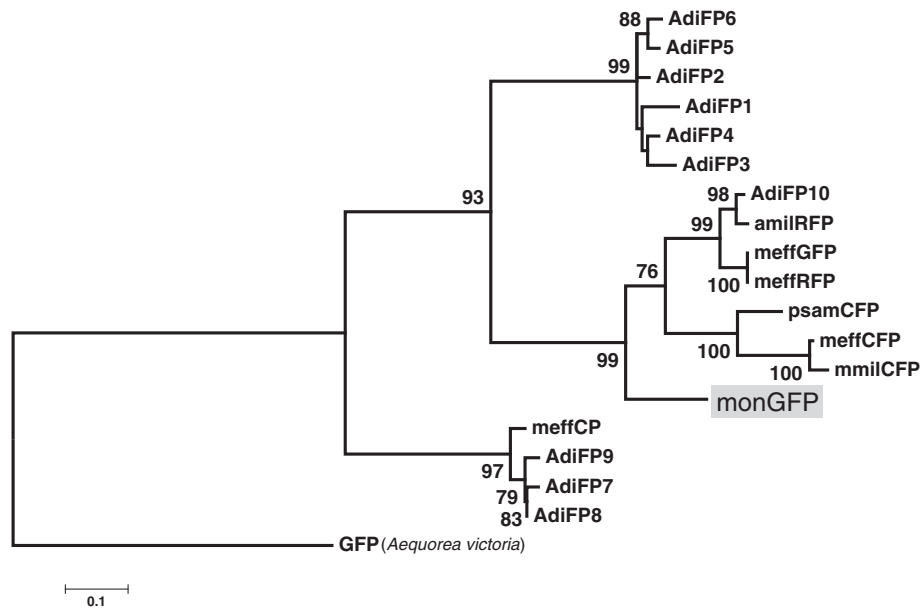 88
AdiFP6
AdiFP5
99
AdiFP2
AdiFP1
AdiFP4
AdiFP3
93
98
AdiFP10
99
amilRFP
meffGFP
76
100
meffRFP
psamCFP
100
meffCFP
99
100
mmilCFP
monGFP
meffCP
97
AdiFP9
79
AdiFP7
83
AdiFP8
GFP (Aequorea victoria)
0.1